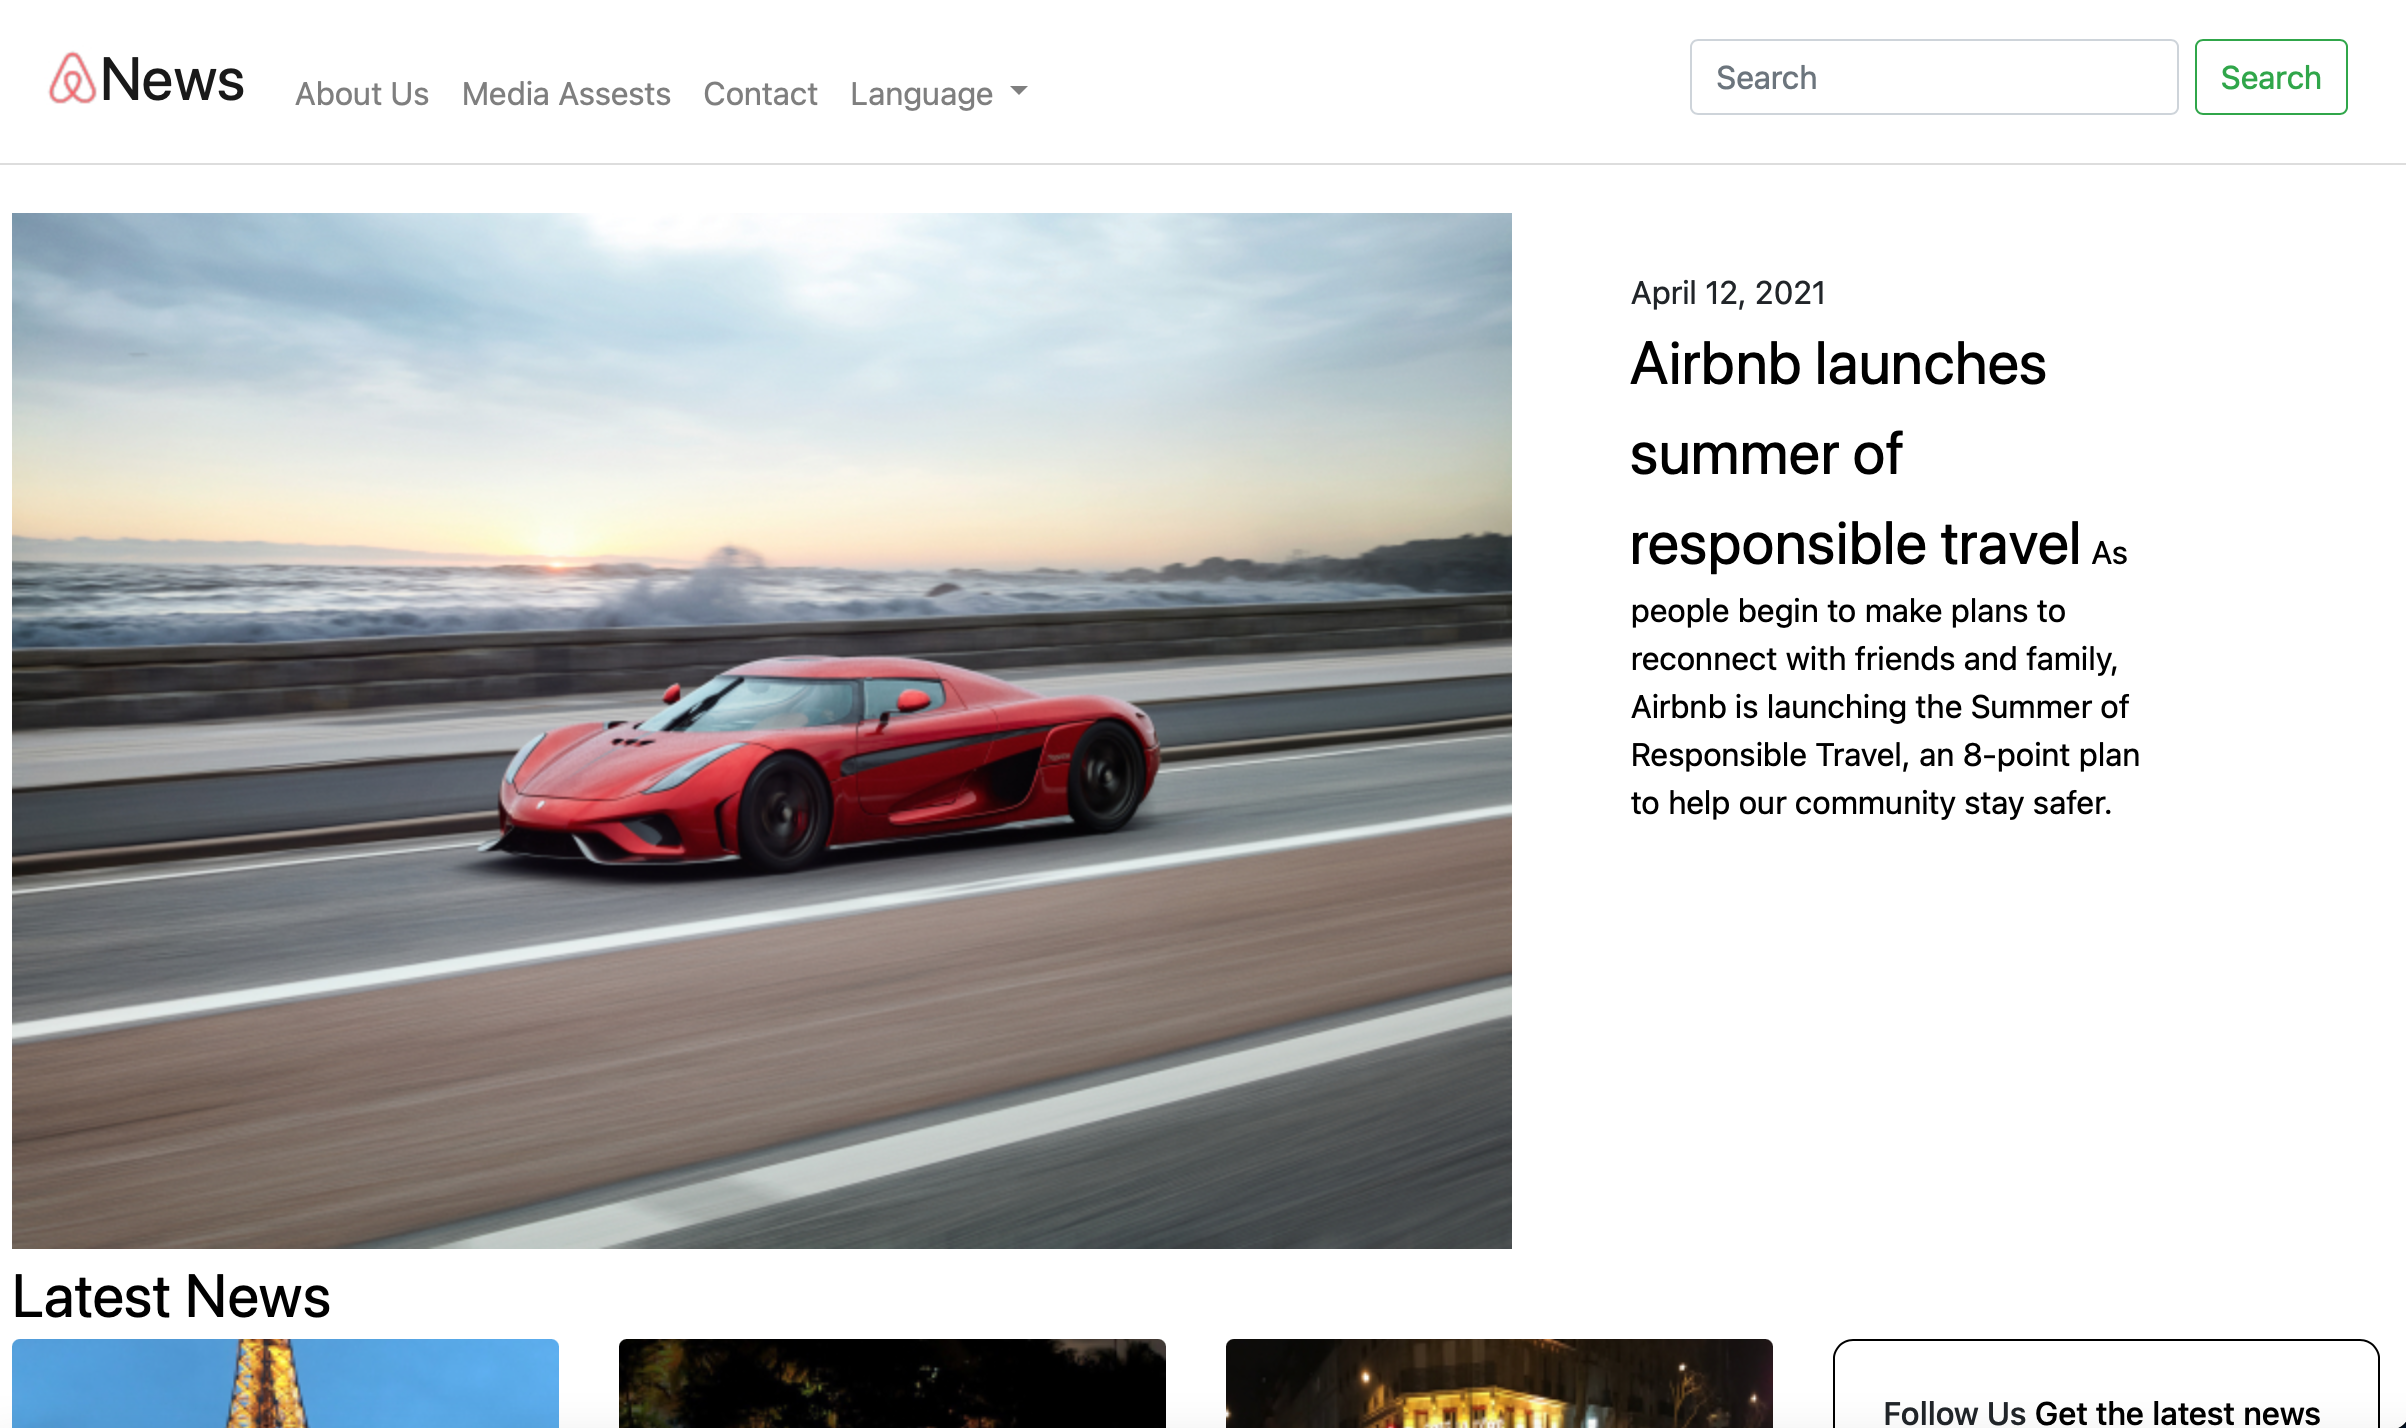 News
About Us
Media Assests
Contact
Language
Search
Search
April 12, 2021
Airbnb launches
summer of
responsible travel As
people begin to make plans to
reconnect with friends and family,
Airbnb is launching the Summer of
Responsible Travel, an 8-point plan
to help our community stay safer.
Latest News
Follow Us Get the latest news